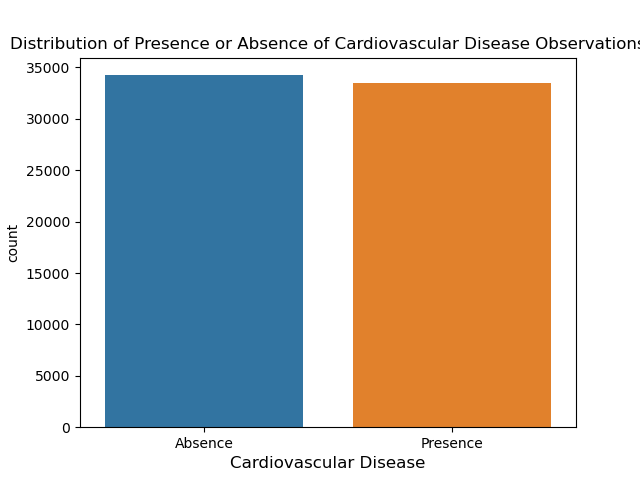 Distribution of Presence or Absence of Cardiovascular Disease Observations
35000
30000
25000
20000
15000
10000
5000
0
count
Absence
Presence
Cardiovascular Disease